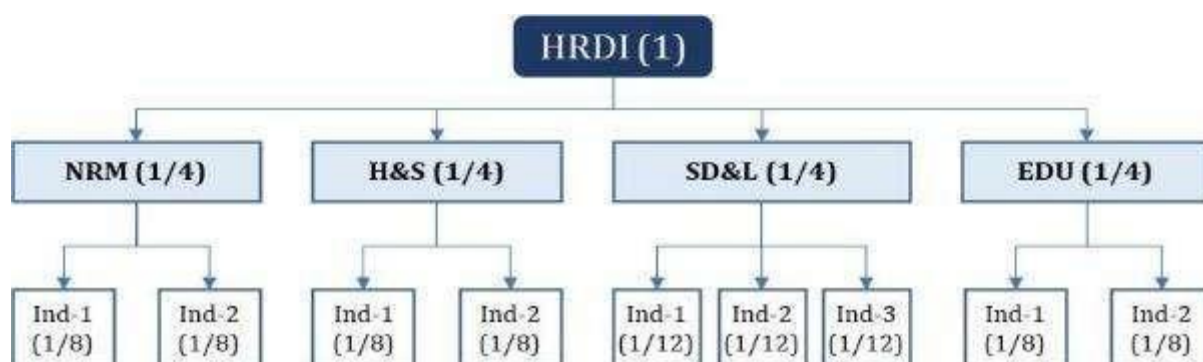 HRDI (1)
NRM (1/4)
H&S (1/4)
SD&L (1/4)
EDU (1/4)
Ind-1
(1/8)
Ind-2
(1/8)
Ind-1
(1/8)
Ind-2
(1/8)
Ind-1
(1/12)
Ind-2
(1/12)
Ind-3
(1/12)
Ind-1
(1/8)
Ind-2
(1/8)